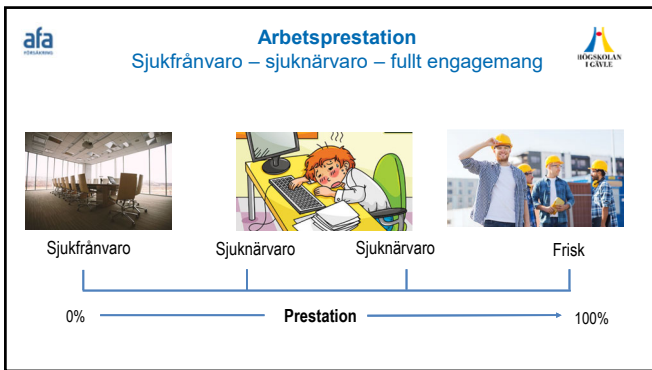 afa
FÖRSÄKRING
Arbetsprestation
Sjukfrånvaro – sjuknärvaro – fullt engagemang
HÖGSKOLAN
I GÄVLE
Sjukfrånvaro
Sjuknärvaro
Sjuknärvaro
Frisk
0%
Prestation
100%